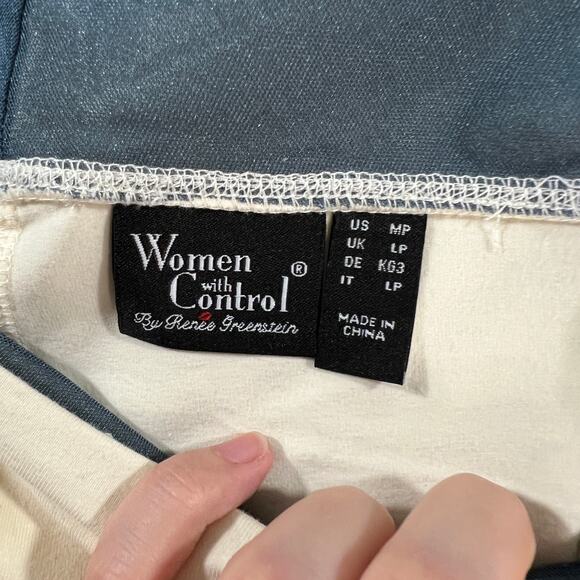 Women
with
Control®
By Renée Greenstein
US MP
UK LP
DE KG3
IT LP
MADE IN
CHINA